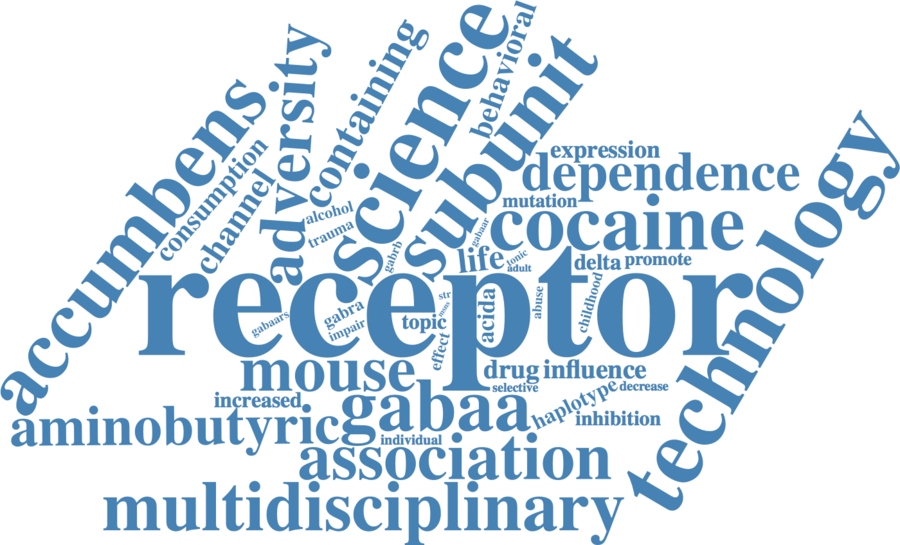 accumbens
consumption
channel
adversity
containing
alcohol
trauma
science
behavioral
subunit
gabrb
gabaar
expression
dependence
mutation
cocaine
life
tonic
adult
delta
promote
technology
receptor
gabaars
gabra
impair
topic
str
effect
acida
abuse
childhood
mouse
drug
influence
selective
decrease
increased
gabaa
haplotype
inhibition
aminobutyric
individual
association
multidisciplinary